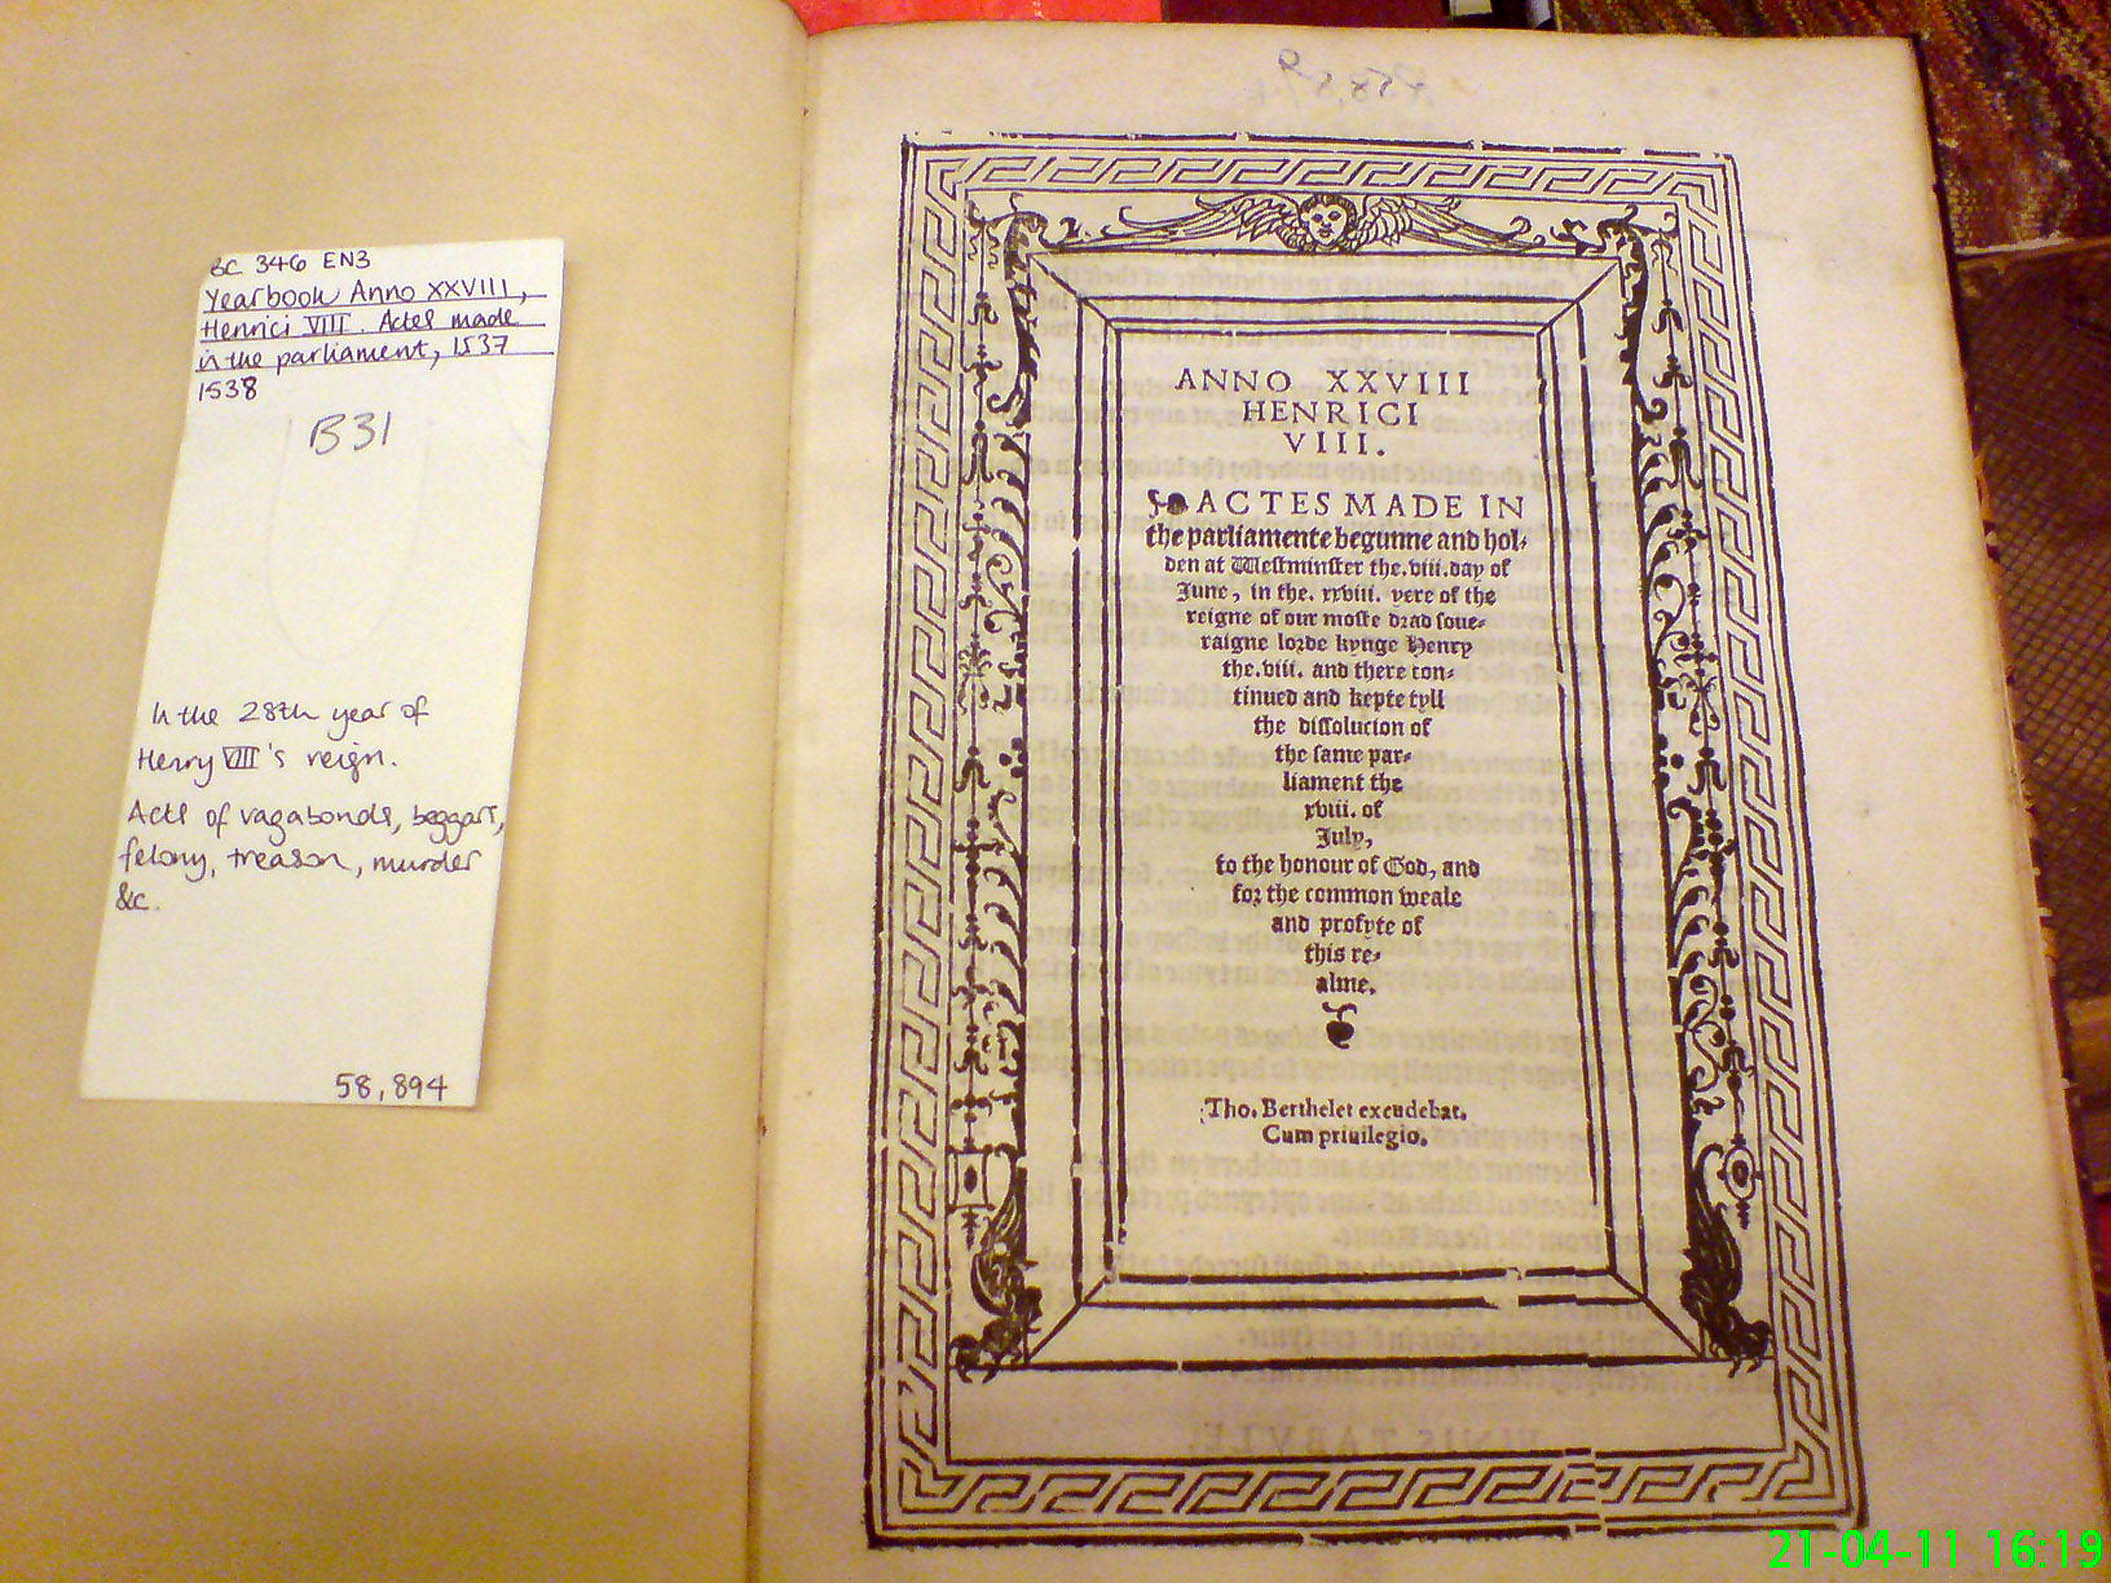 BC 346 EN3
Yearbook Anno XXVIII,
Henrici VIII. Actes made
in the parliament, 1537
1538
B31
In the 28th year of
Henry VIII's reign.
Acts of vagabonds, beggars,
felony, treason, murder
&c.
58,894
ANNO XXVIII
HENRICI
VIII.
ACTES MADE IN
the parliamente begunne and hol-
den at Westminster the .viii. day of
June, in the. xxviii. yere of the
reigne of our moste drad soue-
raigne lorde kynge Henry
the .viii. and there con-
tinued and kepte tyll
the dissolucion of
the same par-
liament the
xviii. of
July,
to the honour of God, and
for the common weale
and profyte of
this re-
alme.
Tho. Berthelet excudebat.
Cum priuilegio.
FINIS TABVLE.
21-04-11 16:19